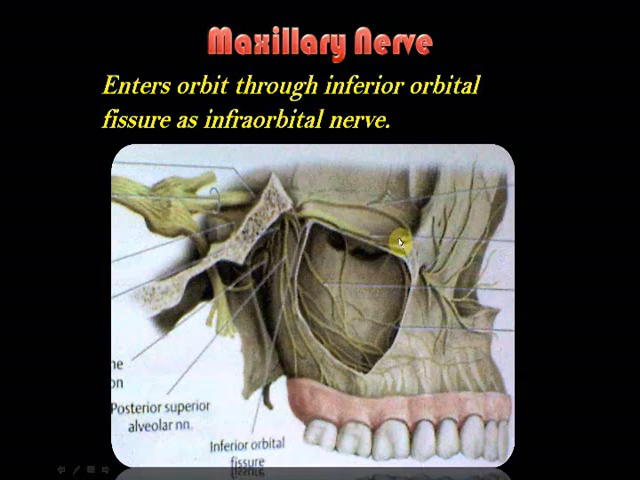 Maxillary Nerve
Enters orbit through inferior orbital
fissure as infraorbital nerve.
Posterior superior
alveolar nn.
Inferior orbital
fissure